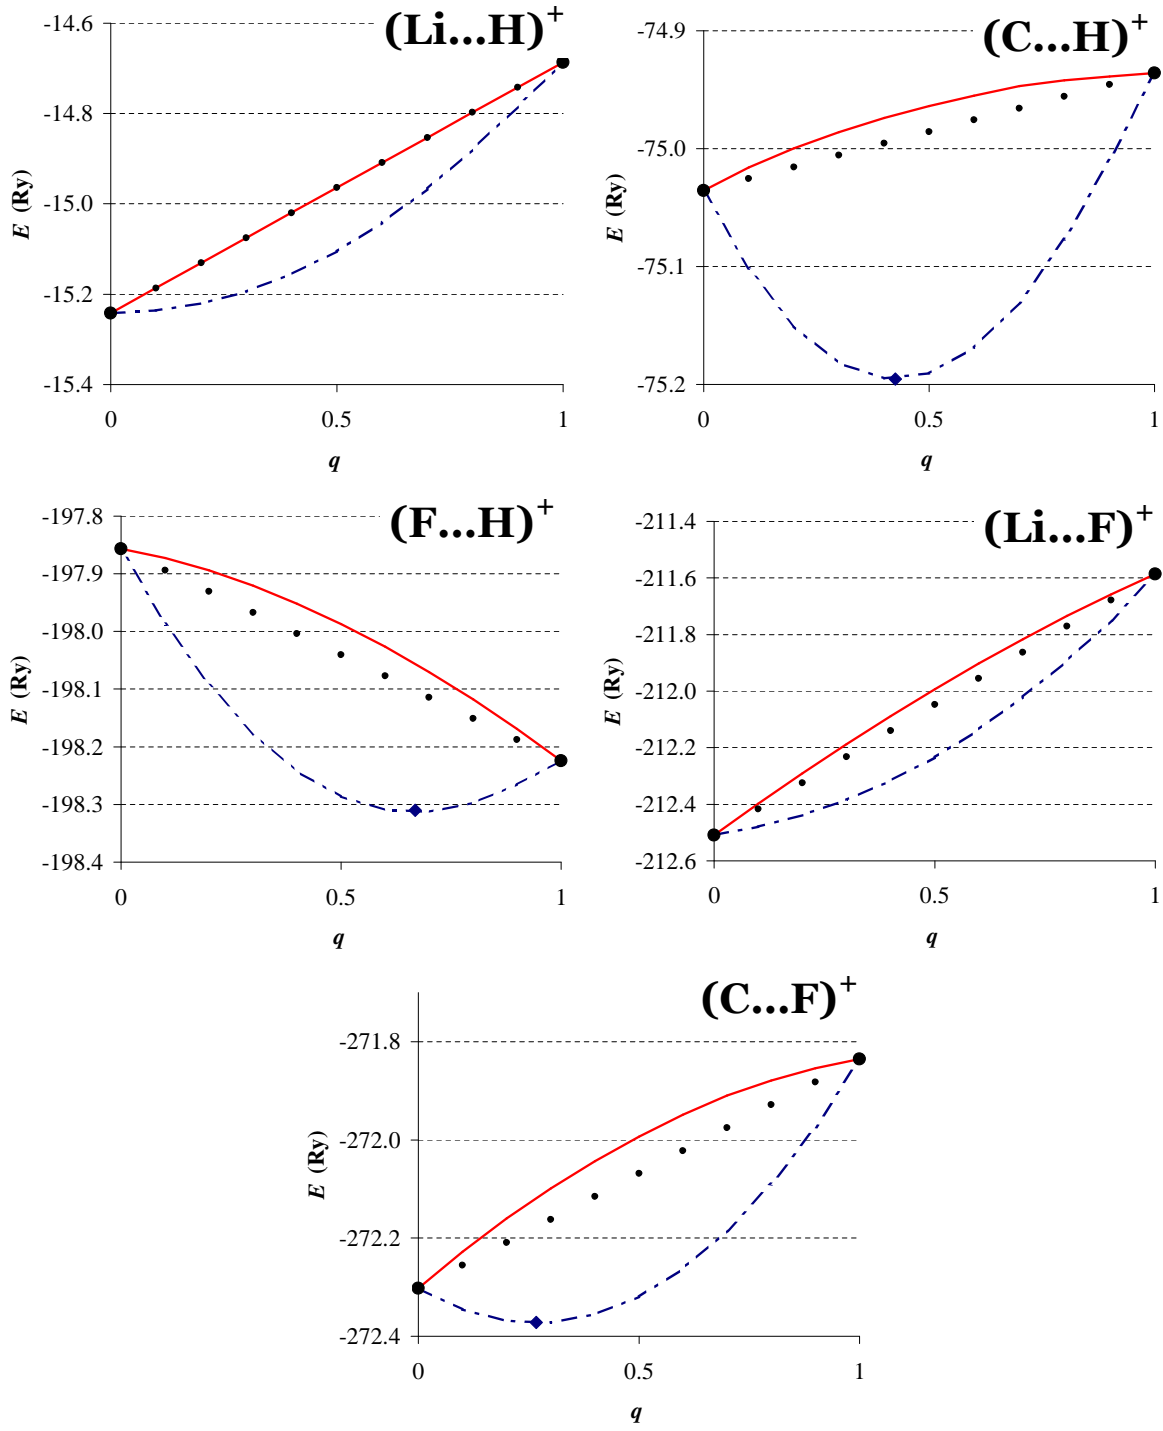 (Li...H)+
-14.6
-14.8
-15.0
-15.2
-15.4
E (Ry)
0 0.5 1
q
(C...H)+
-74.9
-75.0
-75.1
-75.2
E (Ry)
0 0.5 1
q
(F...H)+
-197.8
-197.9
-198.0
-198.1
-198.2
-198.3
-198.4
E (Ry)
0 0.5 1
q
(Li...F)+
-211.4
-211.6
-211.8
-212.0
-212.2
-212.4
-212.6
E (Ry)
0 0.5 1
q
(C...F)+
-271.8
-272.0
-272.2
-272.4
E (Ry)
0 0.5 1
q